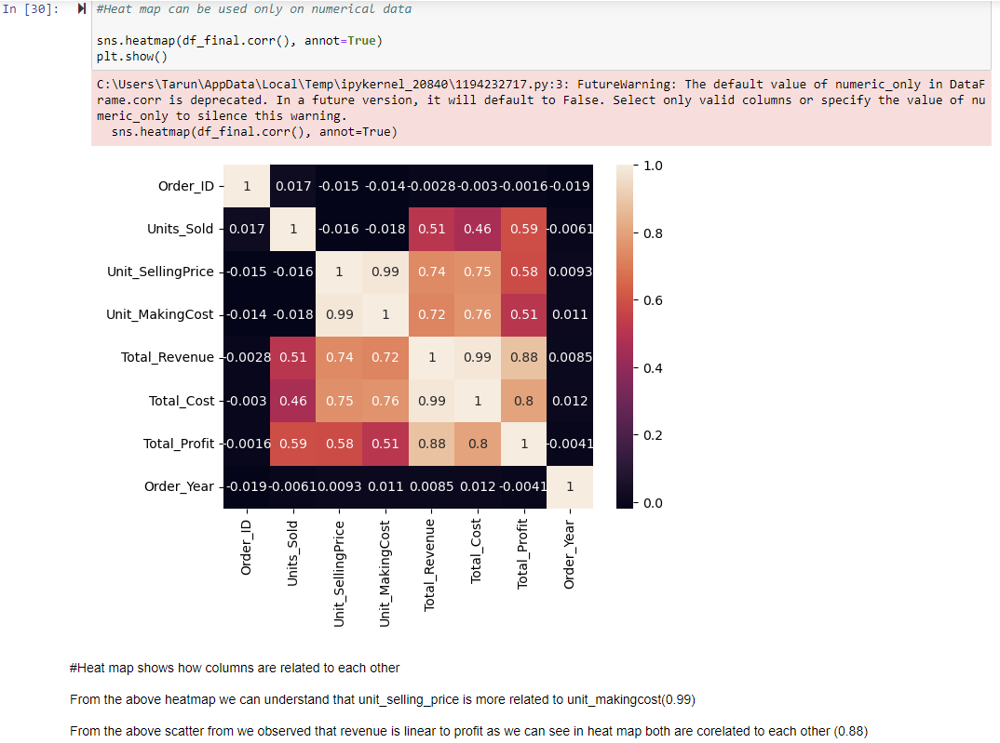 In [30]: #Heat map can be used only on numerical data
sns.heatmap(df_final.corr(), annot=True)
plt.show()
C:\Users\Tarun\AppData\Local\Temp\ipykernel_20840\1194232717.py:3: FutureWarning: The default value of numeric_only in DataF
rame.corr is deprecated. In a future version, it will default to False. Select only valid columns or specify the value of nu
meric_only to silence this warning.
sns.heatmap(df_final.corr(), annot=True)
Order_ID 1 0.017 -0.015 -0.014 -0.0028 -0.003 -0.0016 -0.019
Units_Sold 0.017 1 -0.016 -0.018 0.51 0.46 0.59 -0.0061
Unit_SellingPrice -0.015 -0.016 1 0.99 0.74 0.75 0.58 0.0093
Unit_MakingCost -0.014 -0.018 0.99 1 0.72 0.76 0.51 0.011
Total_Revenue -0.0028 0.51 0.74 0.72 1 0.99 0.88 0.0085
Total_Cost -0.003 0.46 0.75 0.76 0.99 1 0.8 0.012
Total_Profit -0.0016 0.59 0.58 0.51 0.88 0.8 1 -0.0041
Order_Year -0.019 -0.0061 0.0093 0.011 0.0085 0.012 -0.0041 1
Order_ID Units_Sold Unit_SellingPrice Unit_MakingCost Total_Revenue Total_Cost Total_Profit Order_Year
1.0
0.8
0.6
0.4
0.2
0.0
#Heat map shows how columns are related to each other
From the above heatmap we can understand that unit_selling_price is more related to unit_makingcost(0.99)
From the above scatter from we observed that revenue is linear to profit as we can see in heat map both are corelated to each other (0.88)